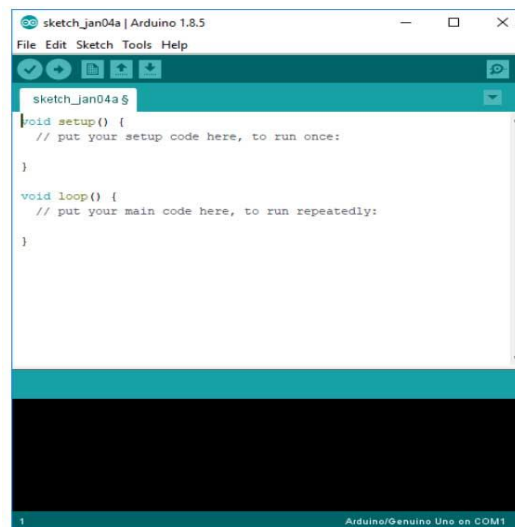 sketch_jan04a | Arduino 1.8.5
File Edit Sketch Tools Help
sketch_jan04a §
void setup() {
  // put your setup code here, to run once:
}
void loop() {
  // put your main code here, to run repeatedly:
}
1 Arduino/Genuino Uno on COM1